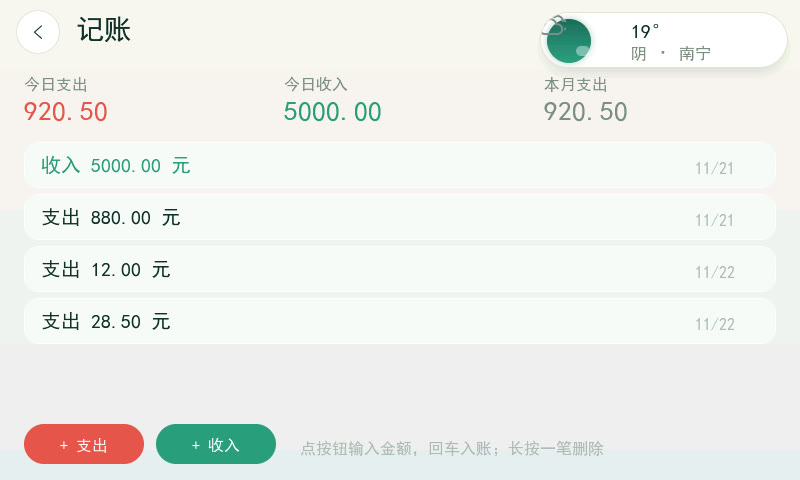 记账
19°
阴 · 南宁
今日支出
今日收入
本月支出
920.50
5000.00
920.50
收入 5000.00 元
11/21
支出 880.00 元
11/21
支出 12.00 元
11/22
支出 28.50 元
11/22
+ 支出
+ 收入
点按钮输入金额，回车入账；长按一笔删除